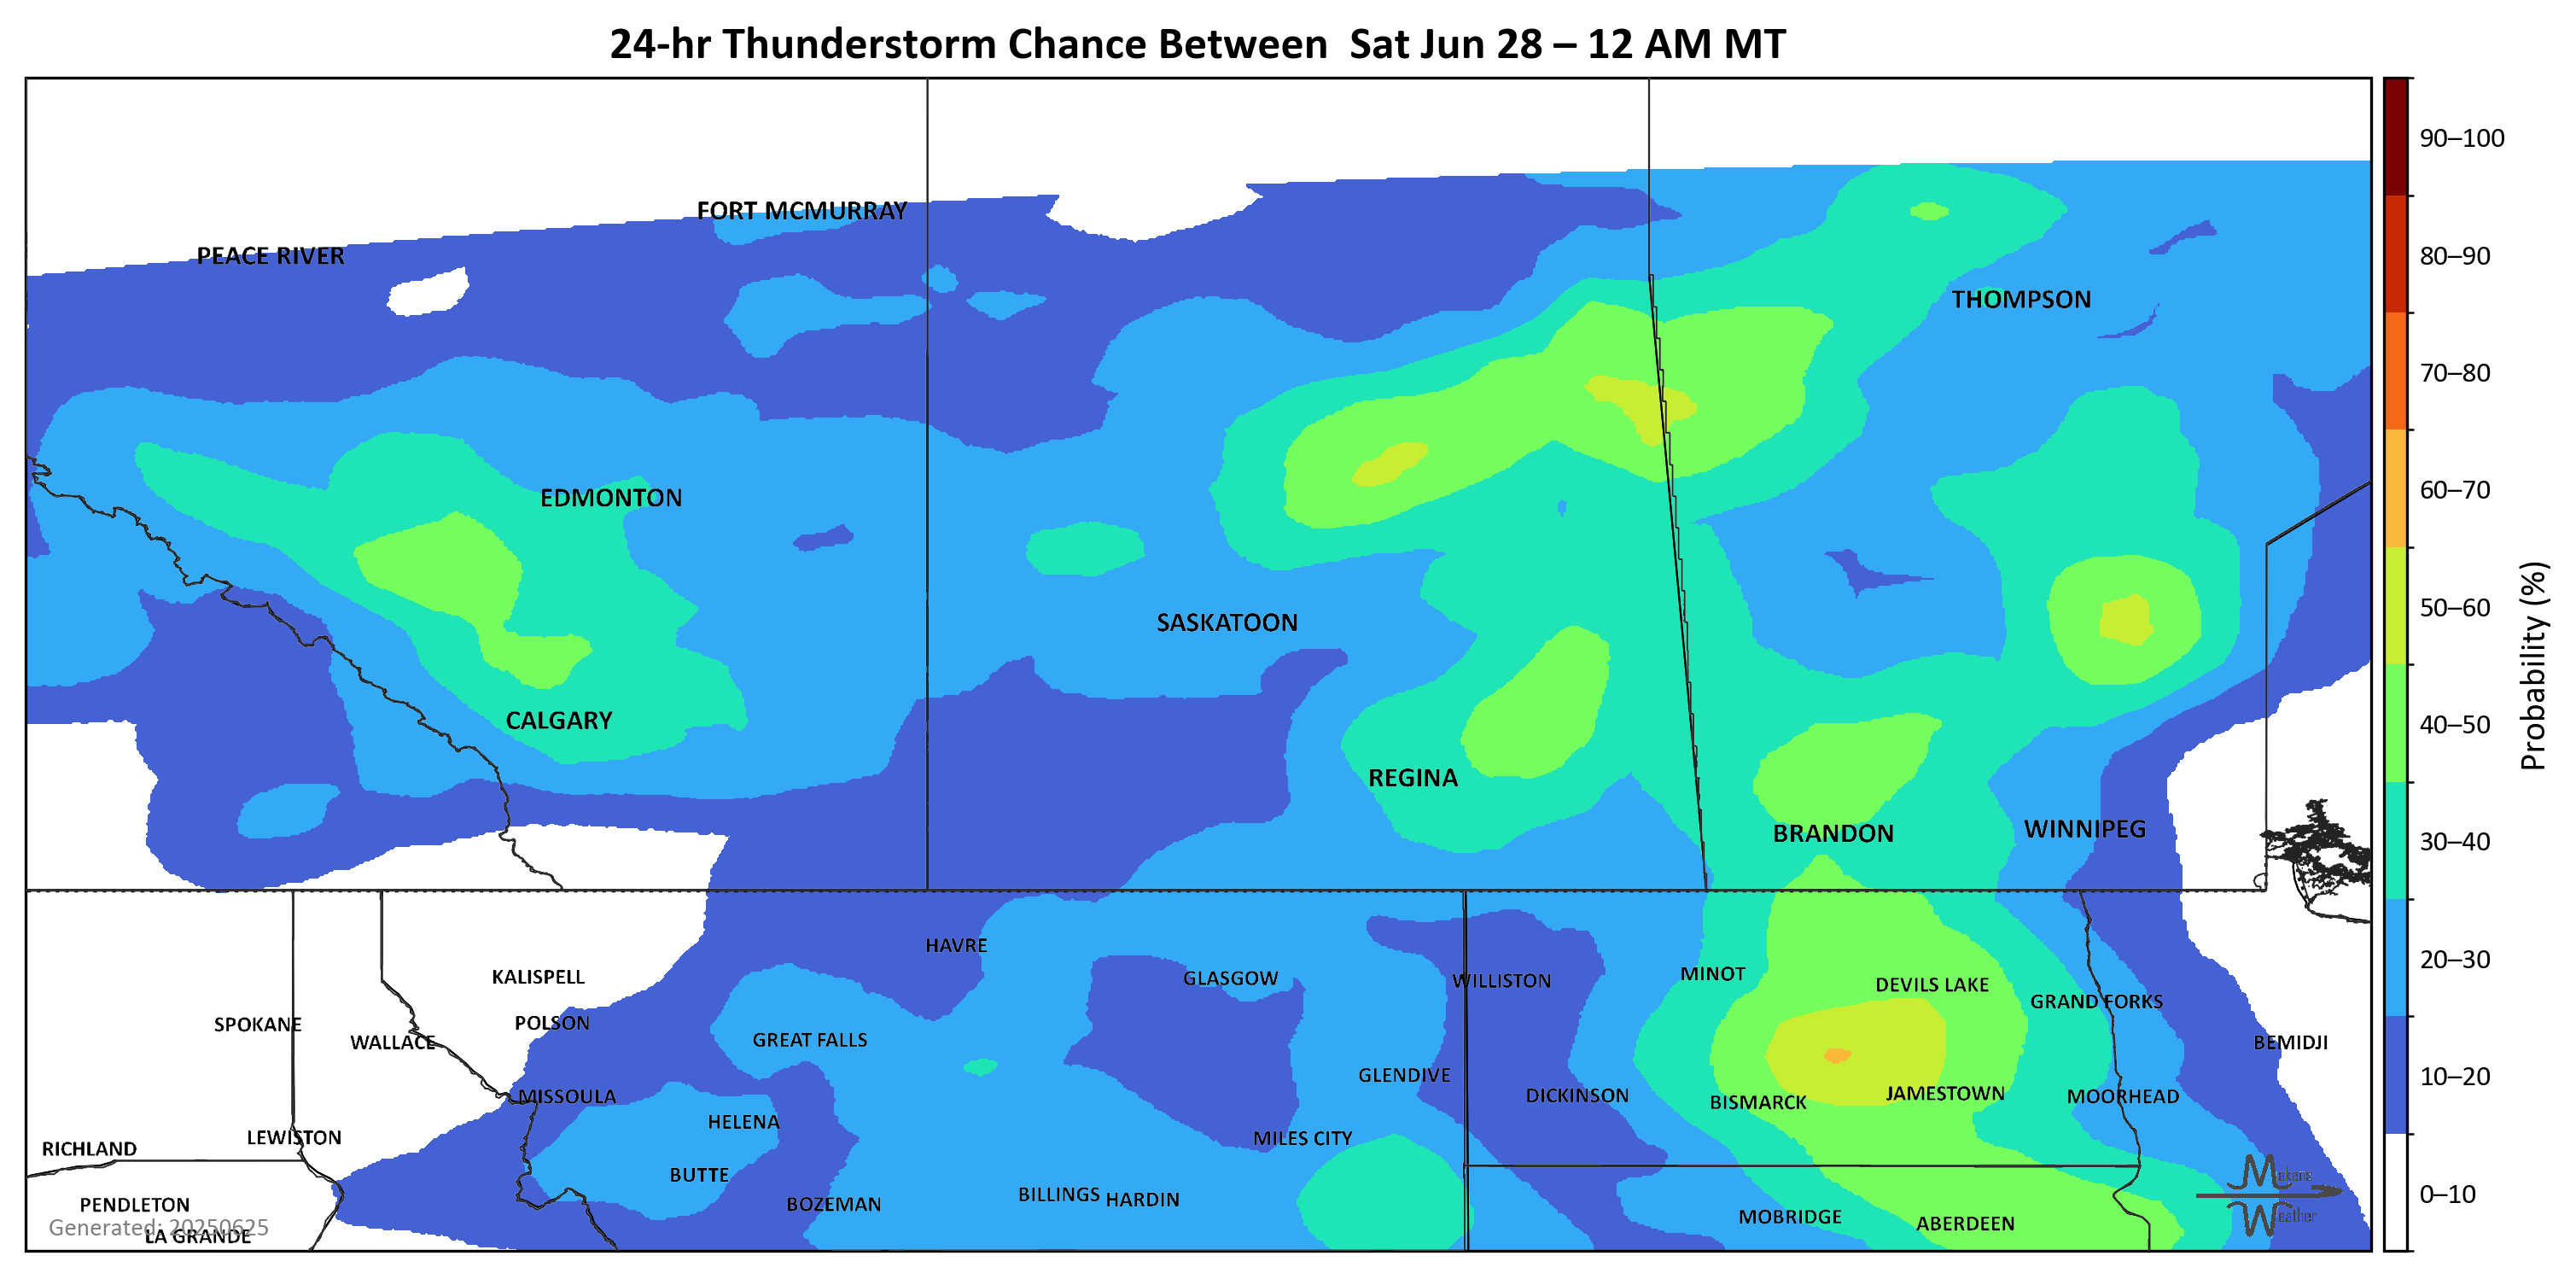 24-hr Thunderstorm Chance Between  Sat Jun 28 – 12 AM MT
90–100
FORT MCMURRAY
PEACE RIVER
80–90
THOMPSON
70–80
EDMONTON
60–70
SASKATOON
50–60
Probability (%)
CALGARY
40–50
REGINA
BRANDON
WINNIPEG
30–40
HAVRE
20–30
KALISPELL
GLASGOW
WILLISTON
MINOT
DEVILS LAKE
GRAND FORKS
SPOKANE
POLSON
WALLACE
GREAT FALLS
BEMIDJI
GLENDIVE
10–20
MISSOULA
DICKINSON
BISMARCK
JAMESTOWN
MOORHEAD
HELENA
RICHLAND
LEWISTON
MILES CITY
BUTTE
Mekens
PENDLETON
BOZEMAN
BILLINGS
HARDIN
0–10
MOBRIDGE
ABERDEEN
Weather
Generated: 20250625
LA GRANDE